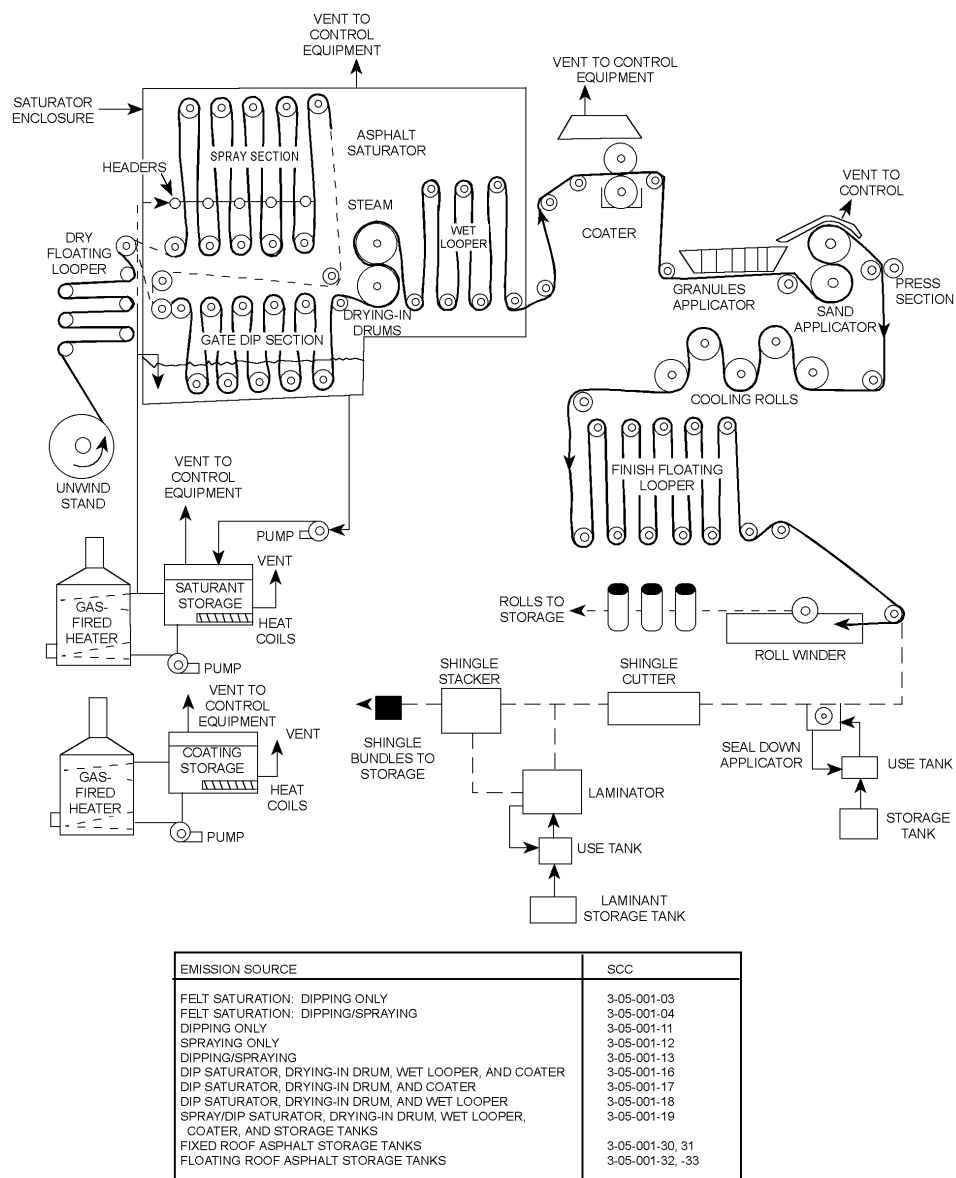 VENT TO
CONTROL
EQUIPMENT
SATURATOR
ENCLOSURE
ASPHALT
SATURATOR
SPRAY SECTION
HEADERS
STEAM
DRY
FLOATING
LOOPER
WET
LOOPER
DRYING-IN
DRUMS
GATE DIP SECTION
UNWIND
STAND
VENT TO CONTROL
EQUIPMENT
COATER
VENT TO
CONTROL
GRANULES
APPLICATOR
SAND
APPLICATOR
PRESS
SECTION
COOLING ROLLS
FINISH FLOATING
LOOPER
VENT TO
CONTROL
EQUIPMENT
PUMP
VENT
SATURANT
STORAGE
GAS-
FIRED
HEATER
HEAT
COILS
PUMP
ROLLS TO
STORAGE
ROLL WINDER
VENT TO
CONTROL
EQUIPMENT
VENT
COATING
STORAGE
GAS-
FIRED
HEATER
HEAT
COILS
PUMP
SHINGLE
STACKER
SHINGLE
CUTTER
SHINGLE
BUNDLES TO
STORAGE
SEAL DOWN
APPLICATOR
USE TANK
STORAGE
TANK
LAMINATOR
USE TANK
LAMINANT
STORAGE TANK
EMISSION SOURCE SCC
FELT SATURATION: DIPPING ONLY 3-05-001-03
FELT SATURATION: DIPPING/SPRAYING 3-05-001-04
DIPPING ONLY 3-05-001-11
SPRAYING ONLY 3-05-001-12
DIPPING/SPRAYING 3-05-001-13
DIP SATURATOR, DRYING-IN DRUM, WET LOOPER, AND COATER 3-05-001-16
DIP SATURATOR, DRYING-IN DRUM, AND COATER 3-05-001-17
DIP SATURATOR, DRYING-IN DRUM, AND WET LOOPER 3-05-001-18
SPRAY/DIP SATURATOR, DRYING-IN DRUM, WET LOOPER, 3-05-001-19
COATER, AND STORAGE TANKS
FIXED ROOF ASPHALT STORAGE TANKS 3-05-001-30, 31
FLOATING ROOF ASPHALT STORAGE TANKS 3-05-001-32, -33